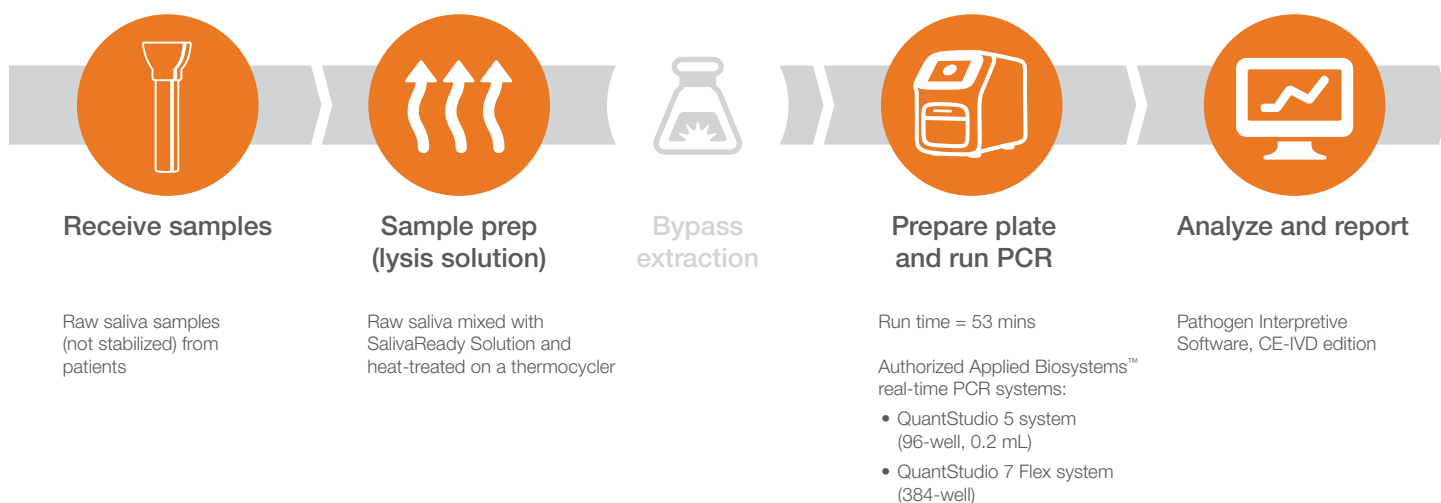 Receive samples
Raw saliva samples
(not stabilized) from
patients
Sample prep
(lysis solution)
Raw saliva mixed with
SalivaReady Solution and
heat-treated on a thermocycler
Bypass
extraction
Prepare plate
and run PCR
Run time = 53 mins
Authorized Applied Biosystems™
real-time PCR systems:
• QuantStudio 5 system
(96-well, 0.2 mL)
• QuantStudio 7 Flex system
(384-well)
Analyze and report
Pathogen Interpretive
Software, CE-IVD edition